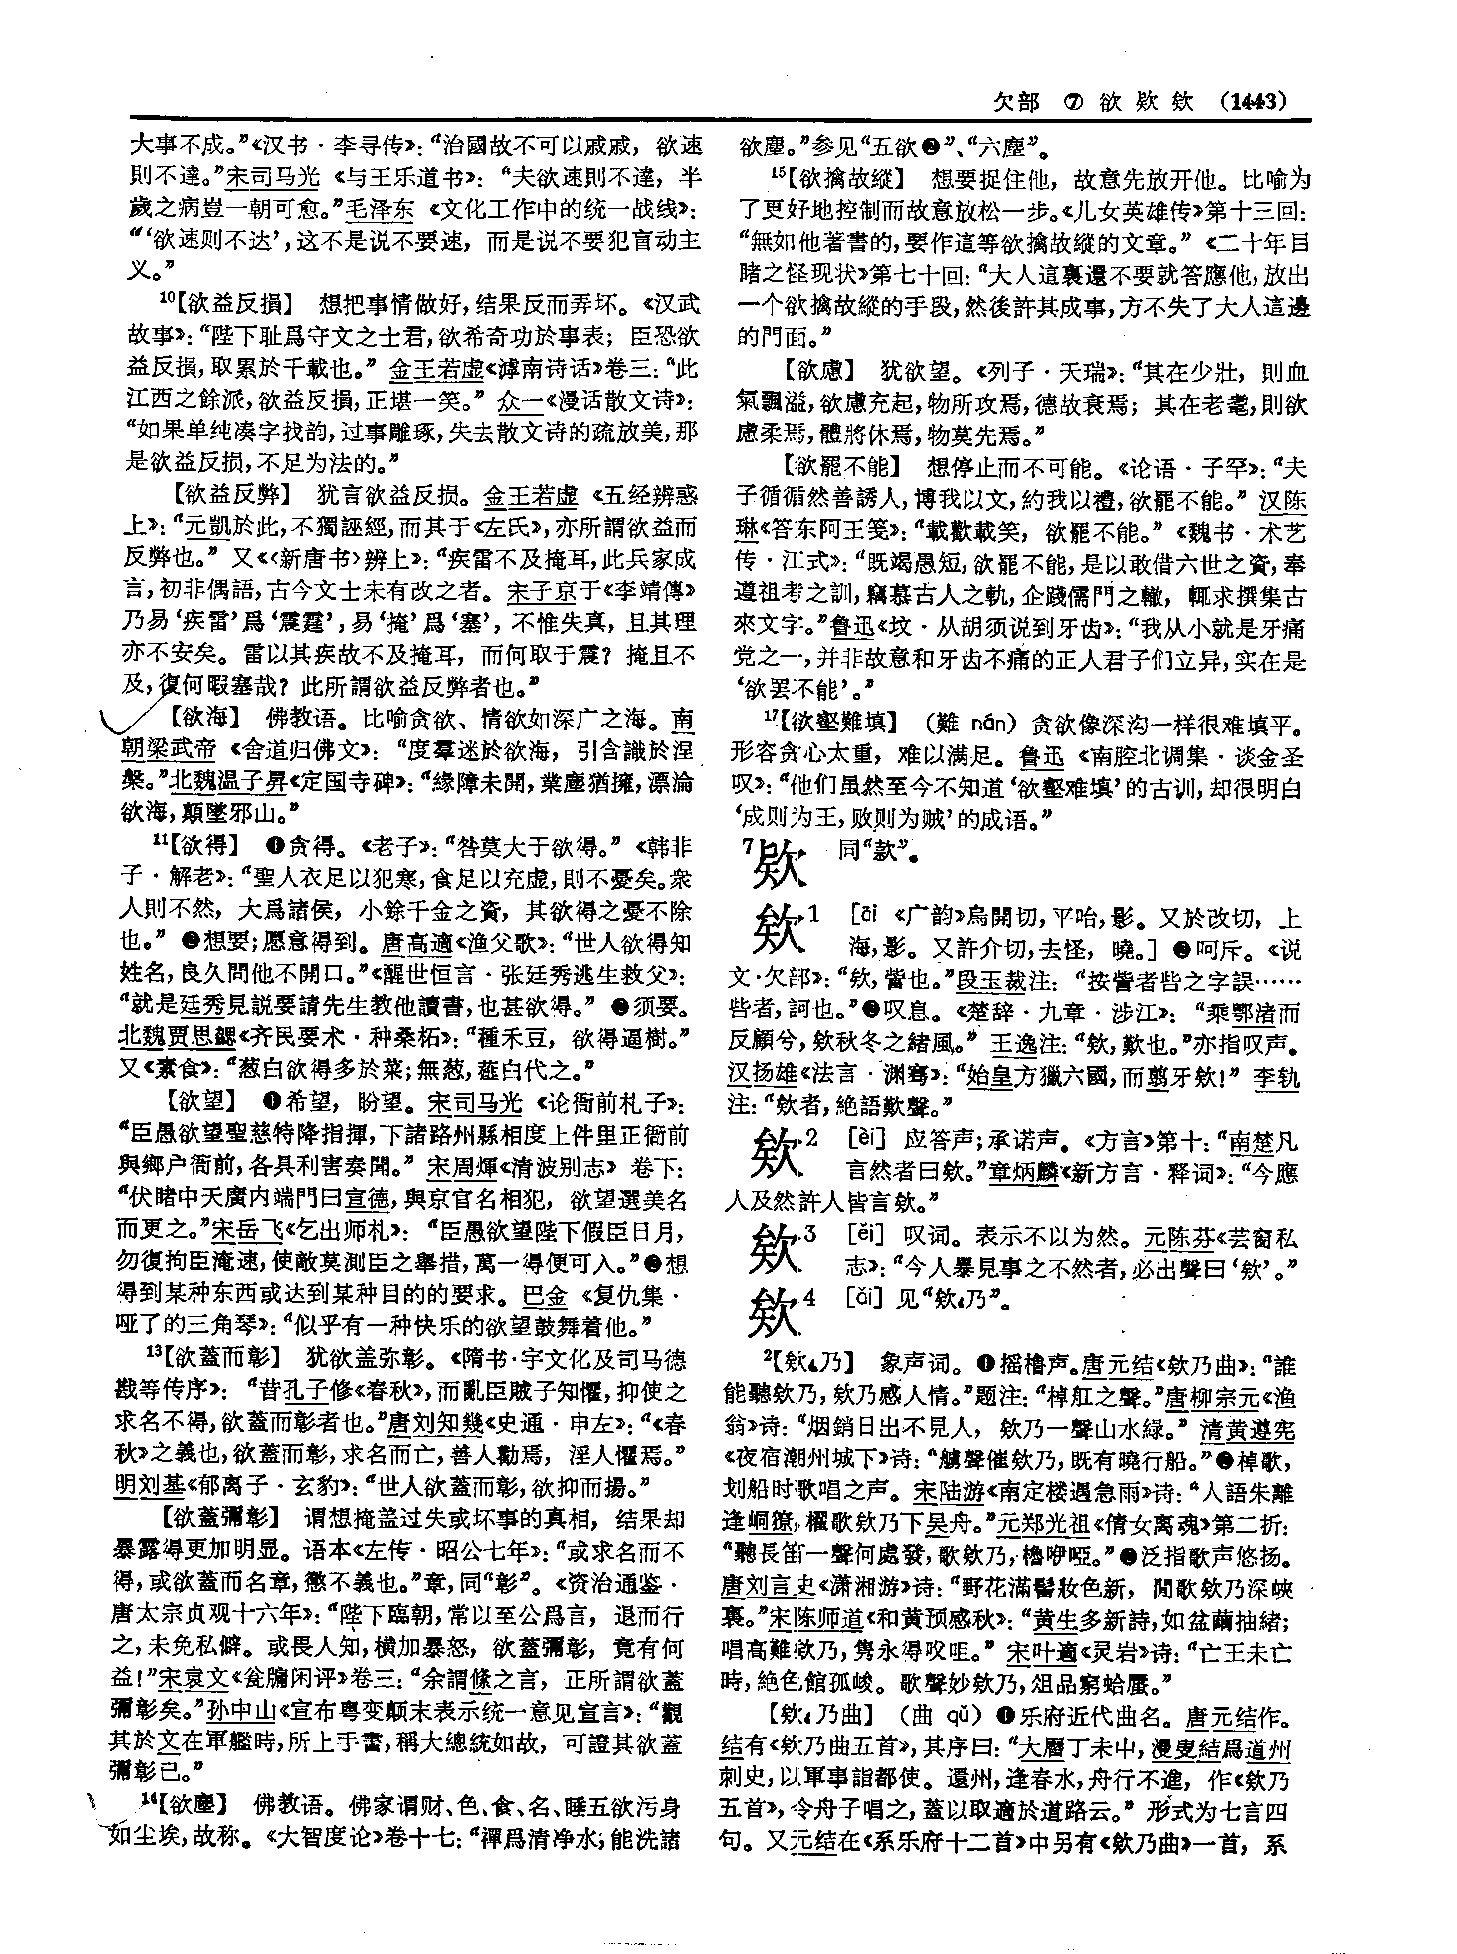 欠部 ⑦ 欲 欵 欸 (1443)
大事不成。”《汉书·李寻传》：“治國故不可以戚戚，欲速
則不達。”宋司马光《与王乐道书》：“夫欲速則不達，半
歲之病豈一朝可愈。”毛泽东《文化工作中的统一战线》：
“‘欲速则不达’，这不是说不要速，而是说不要犯盲动主
义。”
10【欲益反損】 想把事情做好，结果反而弄坏。《汉武
故事》：“陛下耻爲守文之士君，欲希奇功於事表；臣恐欲
益反損，取累於千載也。”金王若虚《滹南诗话》卷三：“此
江西之餘派，欲益反損，正堪一笑。”众一《漫话散文诗》：
“如果单纯凑字找韵，过事雕琢，失去散文诗的疏放美，那
是欲益反损，不足为法的。”
【欲益反弊】 犹言欲益反损。金王若虚《五经辨惑
上》：“元凱於此，不獨誣經，而其于《左氏》，亦所謂欲益而
反弊也。”又《〈新唐书〉辨上》：“疾雷不及掩耳，此兵家成
言，初非偶語，古今文士未有改之者。宋子京于《李靖傳》
乃易‘疾雷’爲‘震霆’，易‘掩’爲‘塞’，不惟失真，且其理
亦不安矣。雷以其疾故不及掩耳，而何取于震？掩且不
及，復何暇塞哉？此所謂欲益反弊者也。”
【欲海】 佛教语。比喻贪欲、情欲如深广之海。南
朝梁武帝《舍道归佛文》：“度羣迷於欲海，引含識於涅
槃。”北魏温子昇《定国寺碑》：“緣障未開，業塵猶擁，漂淪
欲海，顛墜邪山。”
11【欲得】 ❶贪得。《老子》：“咎莫大于欲得。”《韩非
子·解老》：“聖人衣足以犯寒，食足以充虚，則不憂矣。衆
人則不然，大爲諸侯，小餘千金之資，其欲得之憂不除
也。”❷想要；愿意得到。唐高適《渔父歌》：“世人欲得知
姓名，良久問他不開口。”《醒世恒言·张廷秀逃生救父》：
“就是廷秀見説要請先生教他讀書，也甚欲得。”❸须要。
北魏贾思勰《齐民要术·种桑柘》：“種禾豆，欲得逼樹。”
又《素食》：“葱白欲得多於菜；無葱，薤白代之。”
【欲望】 ❶希望，盼望。宋司马光《论衙前札子》：
“臣愚欲望聖慈特降指揮，下諸路州縣相度上件里正衙前
與鄉户衙前，各具利害奏聞。”宋周煇《清波别志》卷下：
“伏睹中天廣内端門曰宣德，與京官名相犯，欲望選美名
而更之。”宋岳飞《乞出师札》：“臣愚欲望陛下假臣日月，
勿復拘臣淹速，使敵莫測臣之舉措，萬一得便可入。”❷想
得到某种东西或达到某种目的的要求。巴金《复仇集·
哑了的三角琴》：“似乎有一种快乐的欲望鼓舞着他。”
13【欲蓋而彰】 犹欲盖弥彰。《隋书·宇文化及司马德
戡等传序》：“昔孔子修《春秋》，而亂臣賊子知懼，抑使之
求名不得，欲蓋而彰者也。”唐刘知幾《史通·申左》：“《春
秋》之義也，欲蓋而彰，求名而亡，善人勸焉，淫人懼焉。”
明刘基《郁离子·玄豹》：“世人欲蓋而彰，欲抑而揚。”
【欲蓋彌彰】 谓想掩盖过失或坏事的真相，结果却
暴露得更加明显。语本《左传·昭公七年》：“或求名而不
得，或欲蓋而名章，懲不義也。”章，同“彰”。《资治通鉴·
唐太宗贞观十六年》：“陛下臨朝，常以至公爲言，退而行
之，未免私僻。或畏人知，横加暴怒，欲蓋彌彰，竟有何
益！”宋袁文《瓮牖闲评》卷三：“余謂絛之言，正所謂欲蓋
彌彰矣。”孙中山《宣布粤变颠末表示统一意见宣言》：“觀
其於文在軍艦時，所上手書，稱大總統如故，可證其欲蓋
彌彰已。”
14【欲塵】 佛教语。佛家谓财、色、食、名、睡五欲污身
如尘埃，故称。《大智度论》卷十七：“禪爲清净水；能洗諸
欲塵。”参见“五欲❷”、“六塵”。
15【欲擒故縱】 想要捉住他，故意先放开他。比喻为
了更好地控制而故意放松一步。《儿女英雄传》第十三回：
“無如他著書的，要作這等欲擒故縱的文章。”《二十年目
睹之怪现状》第七十回：“大人這裏還不要就答應他，放出
一个欲擒故縱的手段，然後許其成事，方不失了大人這邊
的門面。”
【欲慮】 犹欲望。《列子·天瑞》：“其在少壯，則血
氣飄溢，欲慮充起，物所攻焉，德故衰焉；其在老耄，則欲
慮柔焉，體將休焉，物莫先焉。”
【欲罷不能】 想停止而不可能。《论语·子罕》：“夫
子循循然善誘人，博我以文，約我以禮，欲罷不能。”汉陈
琳《答东阿王笺》：“載歡載笑，欲罷不能。”《魏书·术艺
传·江式》：“既竭愚短，欲罷不能，是以敢借六世之資，奉
遵祖考之訓，竊慕古人之軌，企踐儒門之轍，輒求撰集古
來文字。”鲁迅《坟·从胡须说到牙齿》：“我从小就是牙痛
党之一，并非故意和牙齿不痛的正人君子们立异，实在是
‘欲罢不能’。”
17【欲壑難填】 （難 nán）贪欲像深沟一样很难填平。
形容贪心太重，难以满足。鲁迅《南腔北调集·谈金圣
叹》：“他们虽然至今不知道‘欲壑难填’的古训，却很明白
‘成则为王，败则为贼’的成语。”
7欵 同“款”。
欸1 [āi 《广韵》烏開切，平咍，影。又於改切，上
海，影。又許介切，去怪，曉。]❶呵斥。《说
文·欠部》：“欸，訾也。”段玉裁注：“按訾者呰之字誤……
呰者，訶也。”❷叹息。《楚辞·九章·涉江》：“乘鄂渚而
反顧兮，欸秋冬之緒風。”王逸注：“欸，歎也。”亦指叹声。
汉扬雄《法言·渊骞》：“始皇方獵六國，而翦牙欸！”李轨
注：“欸者，絶語歎聲。”
欸2 [èi] 应答声；承诺声。《方言》第十：“南楚凡
言然者曰欸。”章炳麟《新方言·释词》：“今應
人及然許人皆言欸。”
欸3 [ěi] 叹词。表示不以为然。元陈芬《芸窗私
志》：“今人暴見事之不然者，必出聲曰‘欸’。”
欸4 [ǎi] 见“欸4乃”。
2【欸4乃】 象声词。❶摇橹声。唐元结《欸乃曲》：“誰
能聽欸乃，欸乃感人情。”题注：“棹舡之聲。”唐柳宗元《渔
翁》诗：“烟銷日出不見人，欸乃一聲山水緑。”清黄遵宪
《夜宿潮州城下》诗：“艣聲催欸乃，既有曉行船。”❷棹歌，
划船时歌唱之声。宋陆游《南定楼遇急雨》诗：“人語朱離
逢峒獠，櫂歌欸乃下吴舟。”元郑光祖《倩女离魂》第二折：
“聽長笛一聲何處發，歌欸乃，櫓咿啞。”❸泛指歌声悠扬。
唐刘言史《潇湘游》诗：“野花滿髻妝色新，閒歌欸乃深峽
裏。”宋陈师道《和黄预感秋》：“黄生多新詩，如盆繭抽緒；
唱高難欸乃，雋永得咬咀。”宋叶適《灵岩》诗：“亡王未亡
時，絶色館孤峻。歌聲妙欸乃，俎品窮蛤蜃。”
【欸4乃曲】 （曲 qǔ）❶乐府近代曲名。唐元结作。
结有《欸乃曲五首》，其序曰：“大曆丁未中，漫叟結爲道州
刺史，以軍事詣都使。還州，逢春水，舟行不進，作《欸乃
五首》，令舟子唱之，蓋以取適於道路云。”形式为七言四
句。又元结在《系乐府十二首》中另有《欸乃曲》一首，系